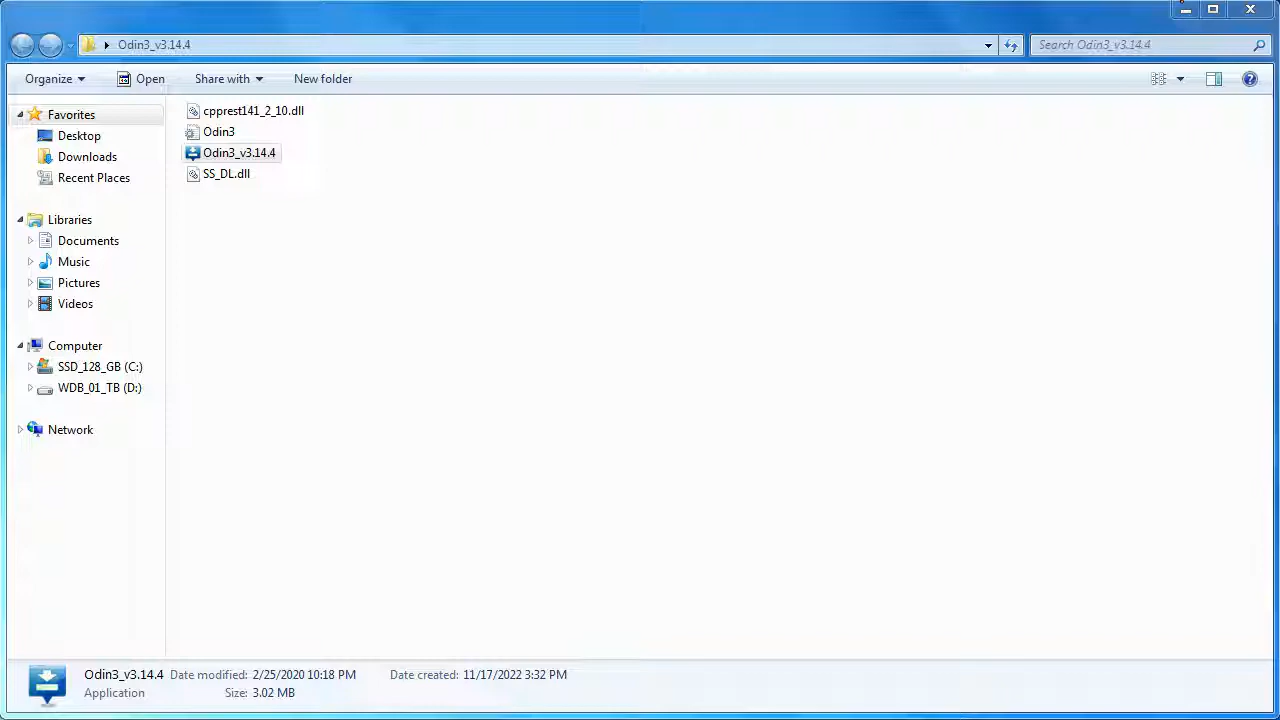 Odin3_v3.14.4
Search Odin3_v3.14.4
Organize Open Share with New folder
Favorites
Desktop
Downloads
Recent Places
Libraries
Documents
Music
Pictures
Videos
Computer
SSD_128_GB (C:)
WDB_01_TB (D:)
Network
cpprest141_2_10.dll
Odin3
Odin3_v3.14.4
SS_DL.dll
Odin3_v3.14.4 Date modified: 2/25/2020 10:18 PM Date created: 11/17/2022 3:32 PM
Application Size: 3.02 MB